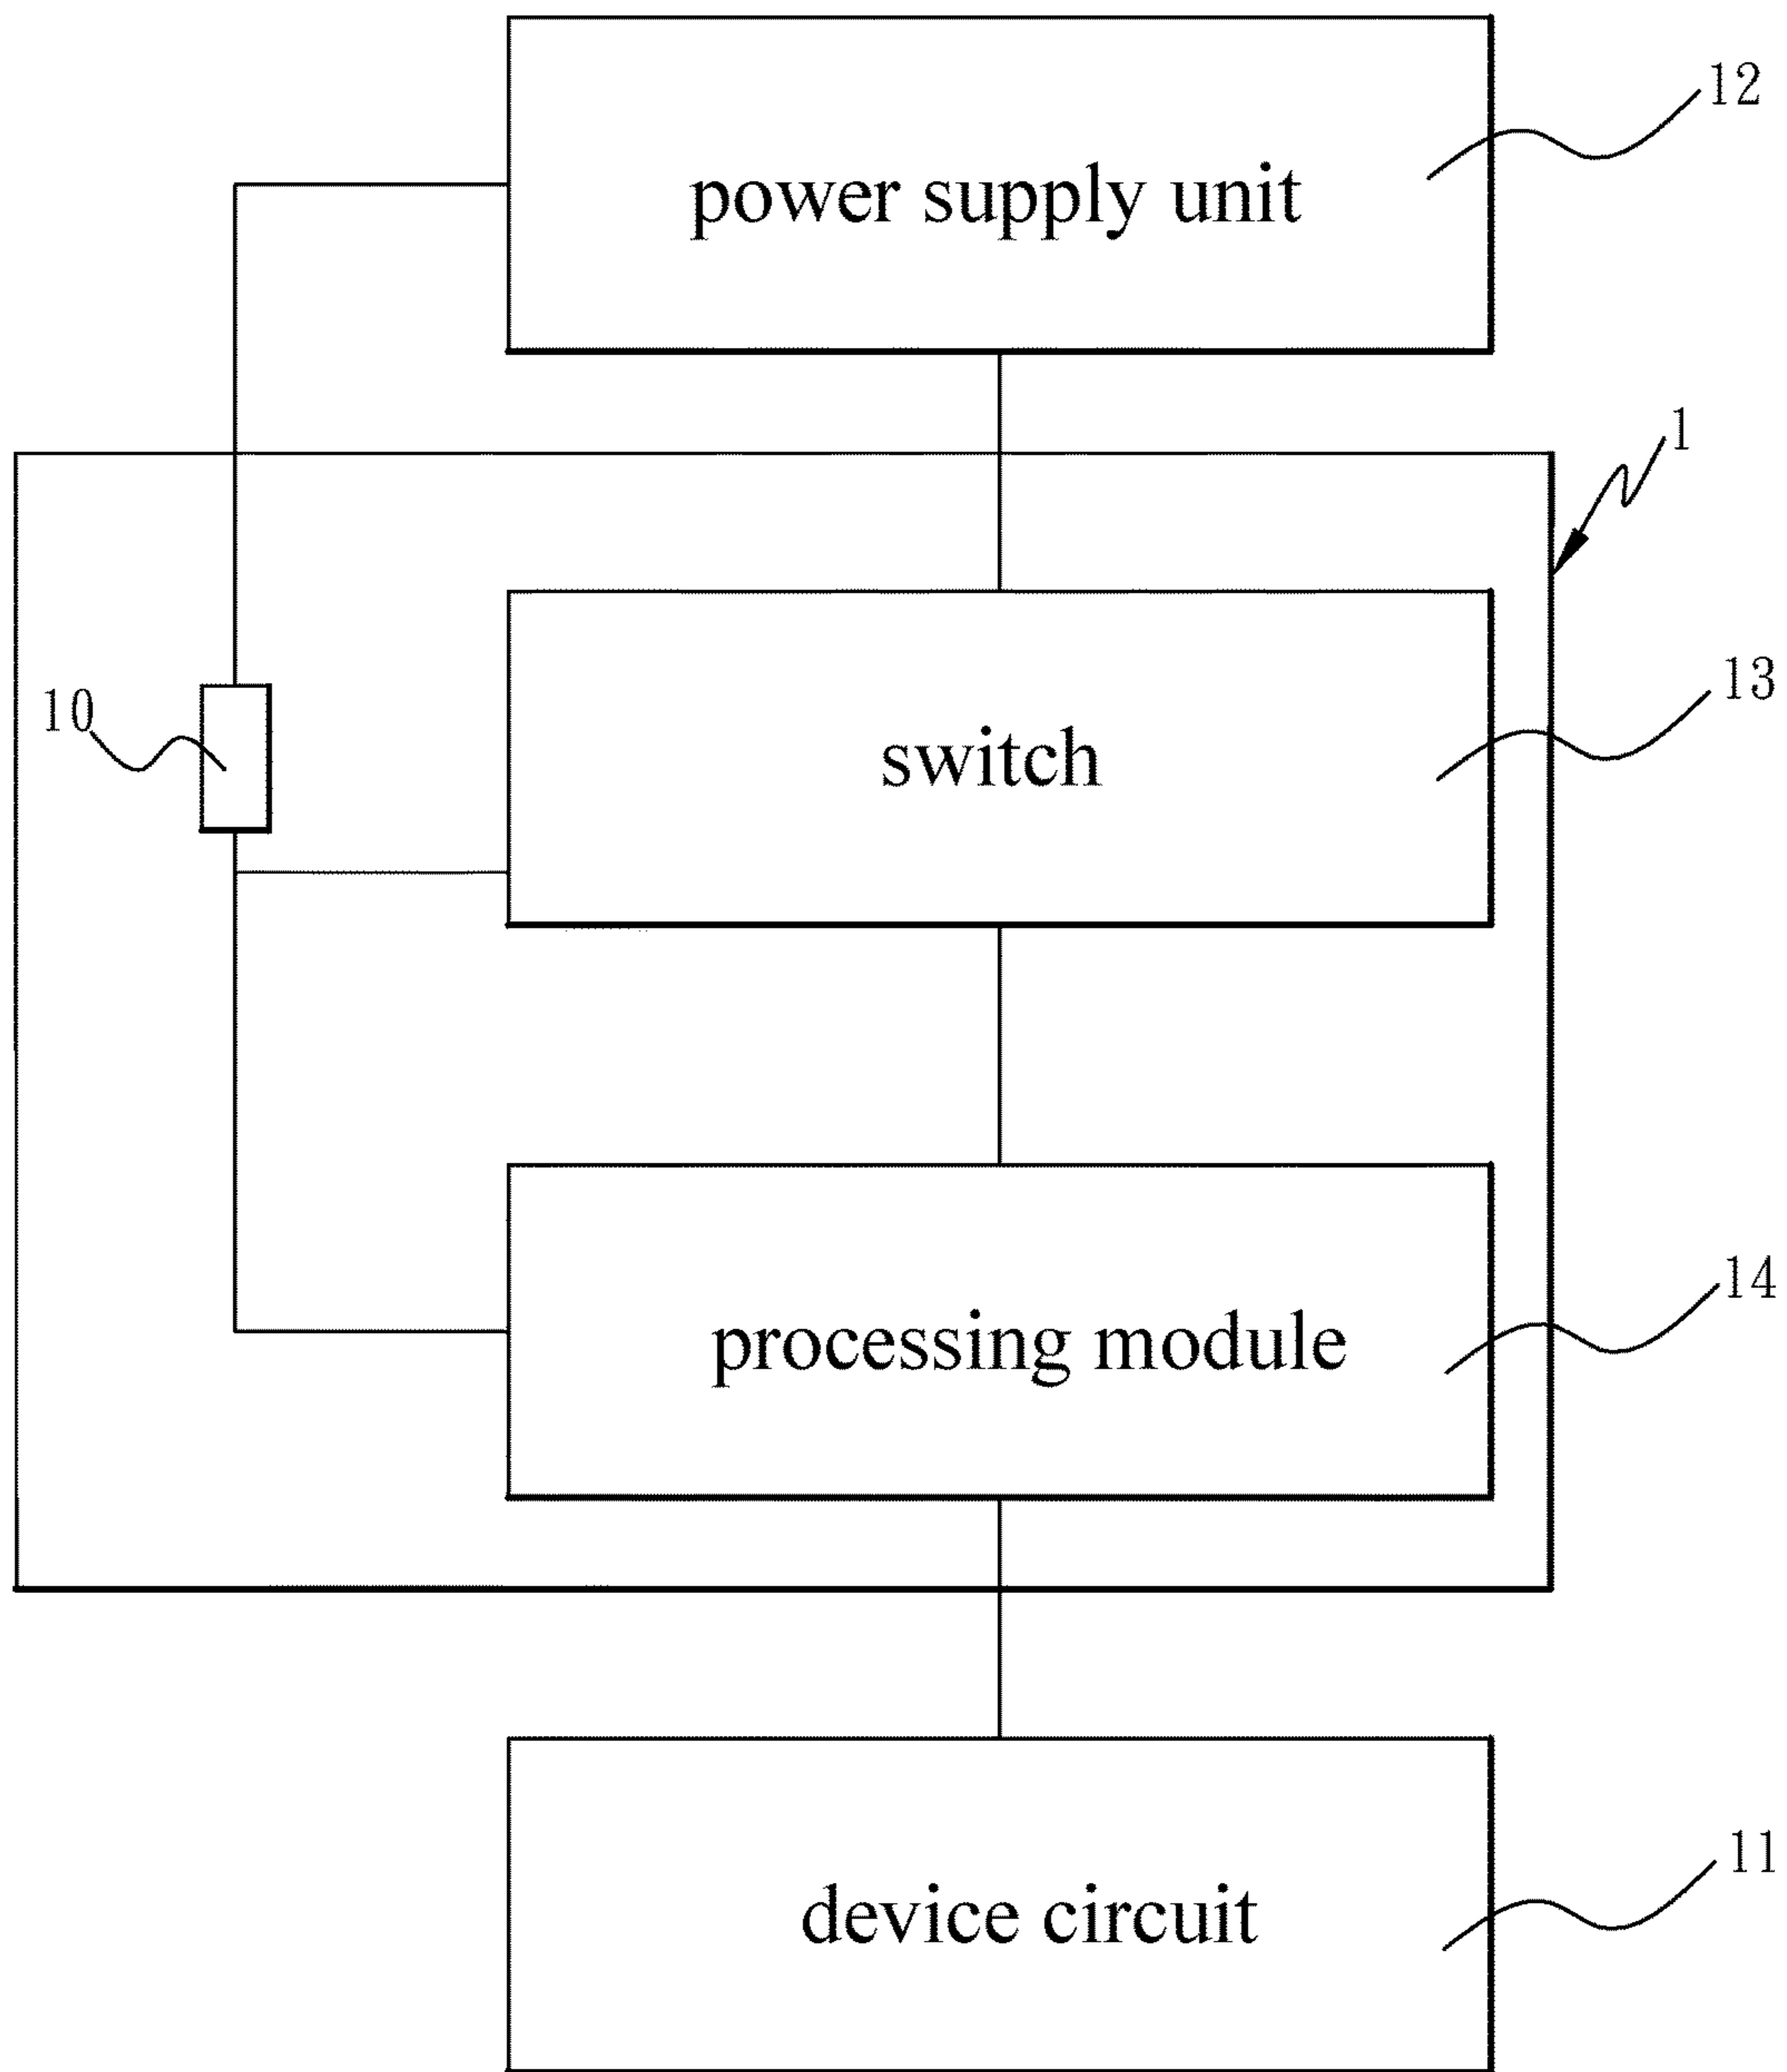 12
power supply unit
1
13
10
switch
14
processing module
11
device circuit